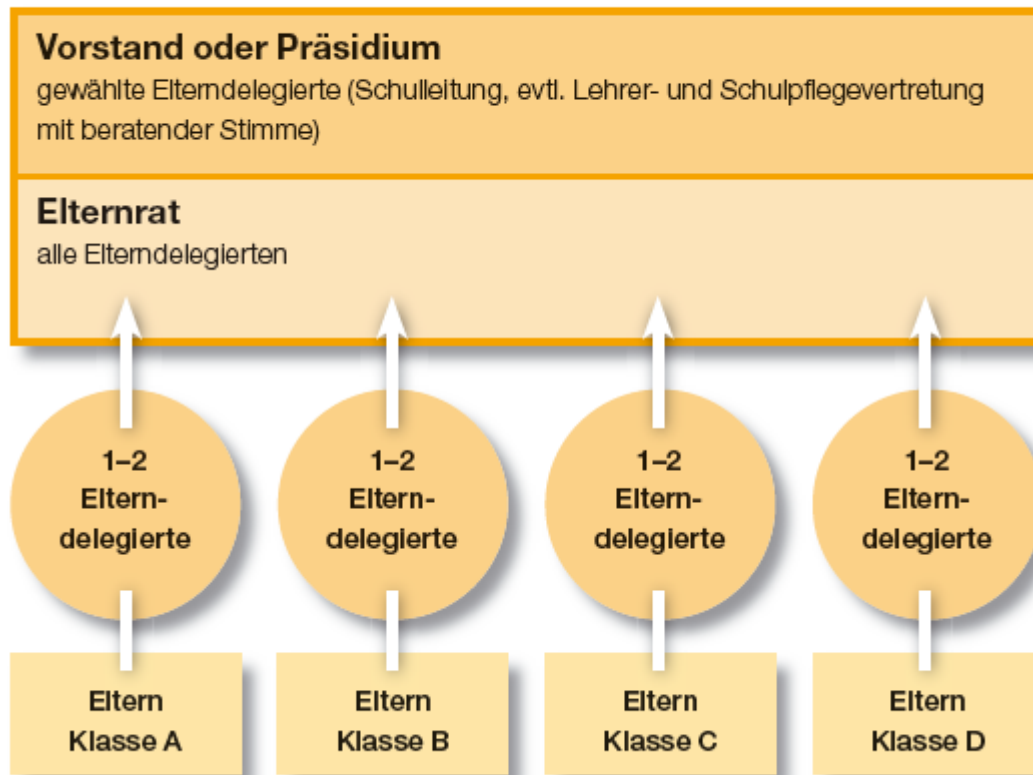 Vorstand oder Präsidium
gewählte Elterndelegierte (Schulleitung, evtl. Lehrer- und Schulpflegevertretung
mit beratender Stimme)
Elternrat
alle Elterndelegierten
1–2
Eltern-
delegierte
1–2
Eltern-
delegierte
1–2
Eltern-
delegierte
1–2
Eltern-
delegierte
Eltern
Klasse A
Eltern
Klasse B
Eltern
Klasse C
Eltern
Klasse D